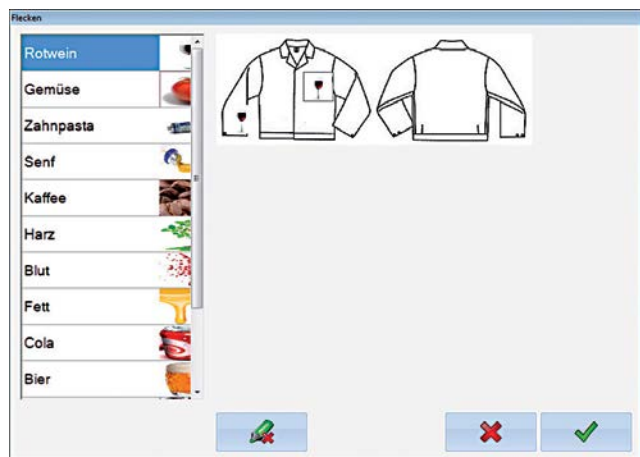 Flecken
Rotwein
Gemüse
Zahnpasta
Senf
Kaffee
Harz
Blut
Fett
Cola
Bier